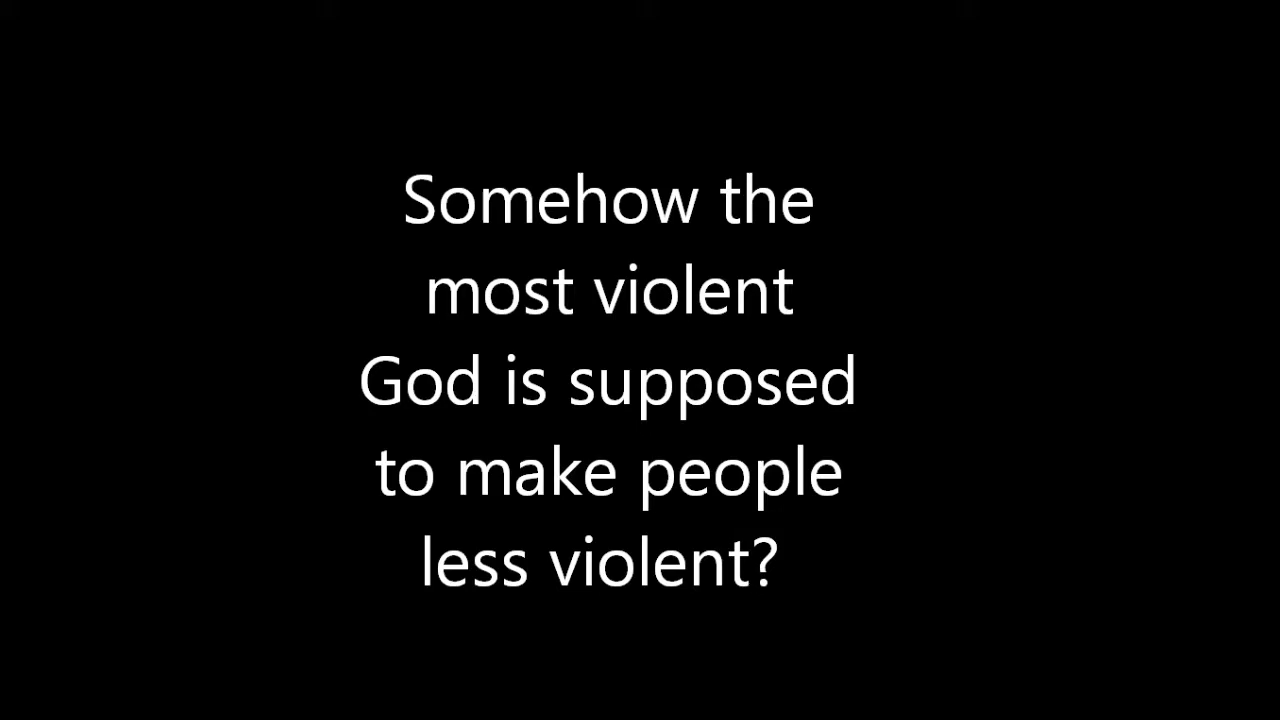 Somehow the
most violent
God is supposed
to make people
less violent?